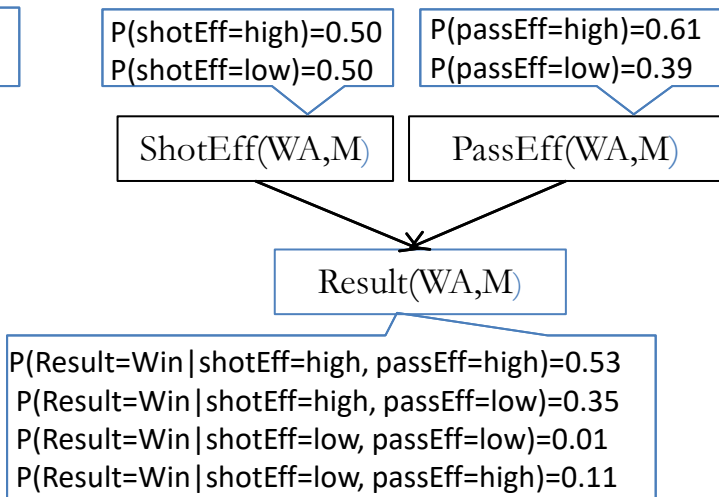 P(shotEff=high)=0.50
P(shotEff=low)=0.50
P(passEff=high)=0.61
P(passEff=low)=0.39
ShotEff(WA,M)
PassEff(WA,M)
Result(WA,M)
P(Result=Win|shotEff=high, passEff=high)=0.53
P(Result=Win|shotEff=high, passEff=low)=0.35
P(Result=Win|shotEff=low, passEff=low)=0.01
P(Result=Win|shotEff=low, passEff=high)=0.11